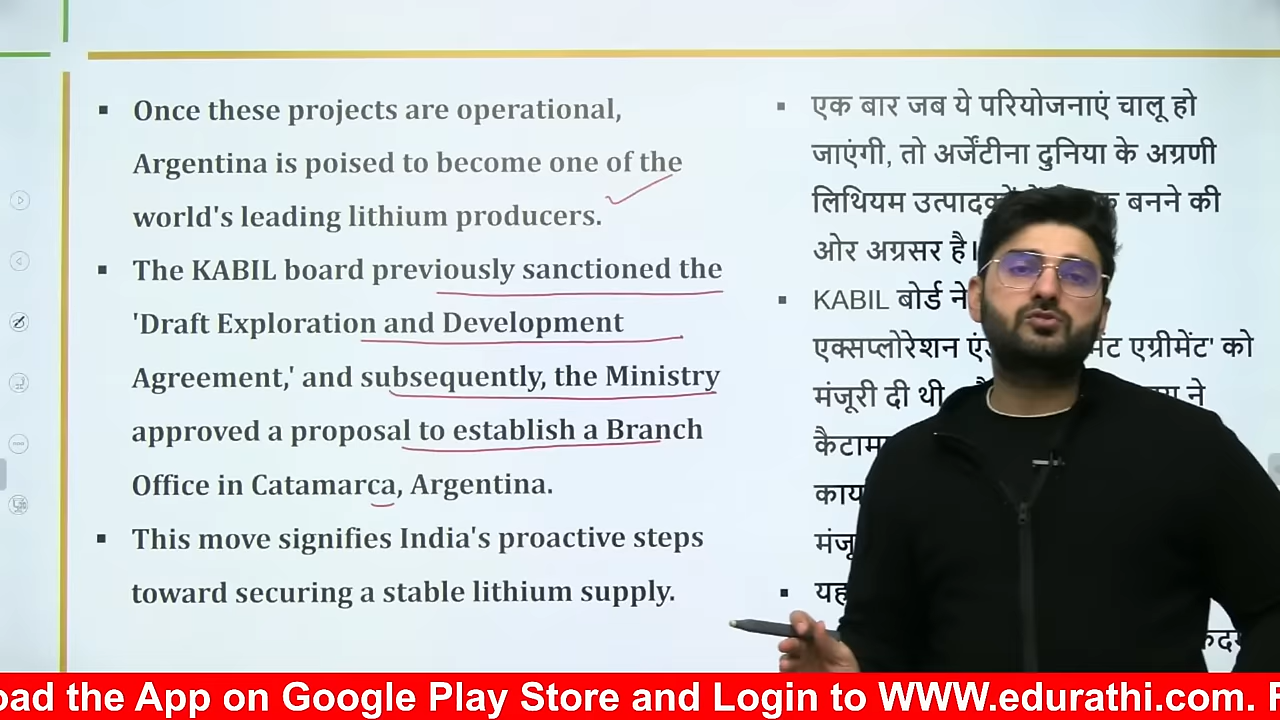 Once these projects are operational,
Argentina is poised to become one of the
world's leading lithium producers.
The KABIL board previously sanctioned the
'Draft Exploration and Development
Agreement,' and subsequently, the Ministry
approved a proposal to establish a Branch
Office in Catamarca, Argentina.
This move signifies India's proactive steps
toward securing a stable lithium supply.
एक बार जब ये परियोजनाएं चालू हो
जाएंगी, तो अर्जेंटीना दुनिया के अग्रणी
लिथियम बनने की
ओर अग्रसर है।
KABIL बोर्ड ने
एक्सप्लोरेशन एग्रीमेंट' को
मंजूरी दी थी ने
oad the App on Google Play Store and Login to WWW.edurathi.com. F